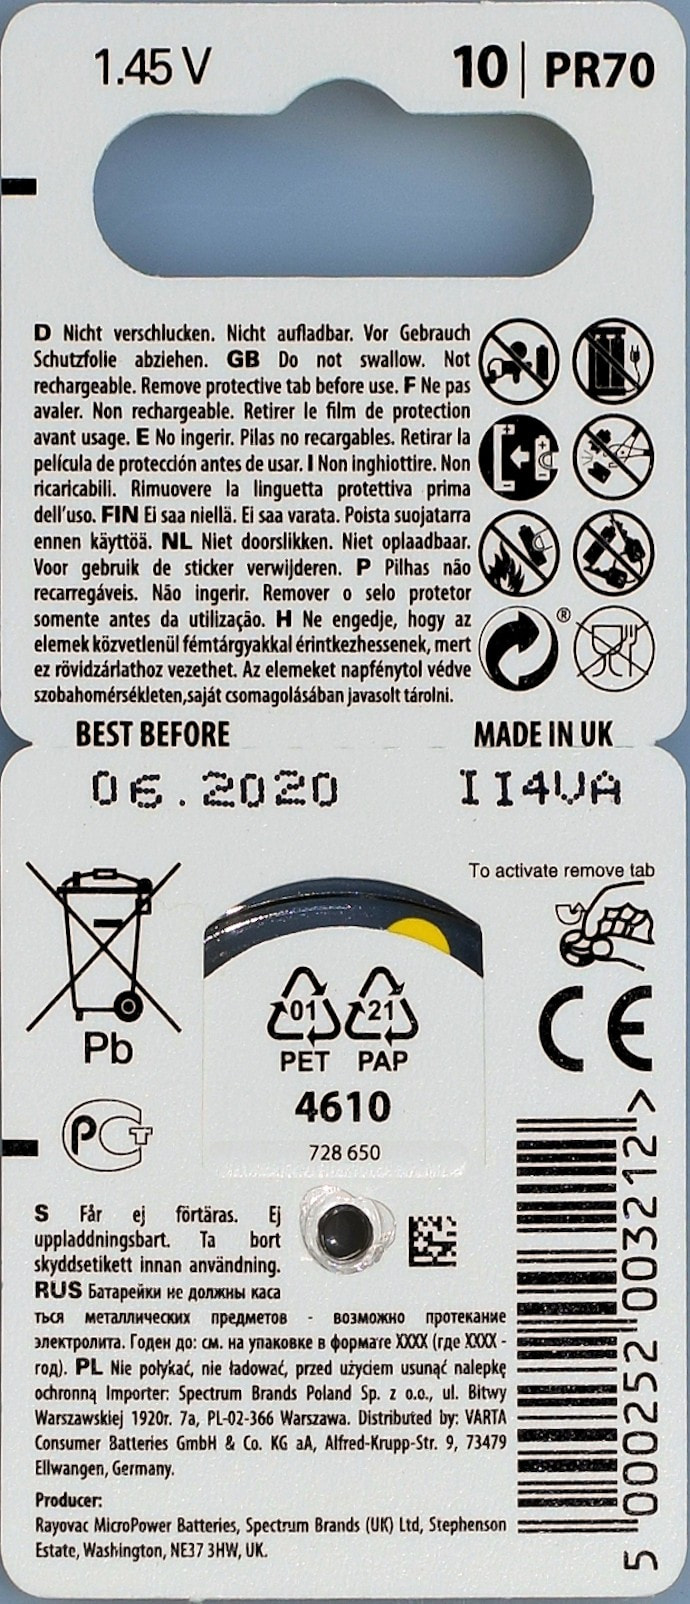 1.45 V
10 | PR70
D Nicht verschlucken. Nicht aufladbar. Vor Gebrauch
Schutzfolie abziehen. GB Do not swallow. Not
rechargeable. Remove protective tab before use. F Ne pas
avaler. Non rechargeable. Retirer le film de protection
avant usage. E No ingerir. Pilas no recargables. Retirar la
película de protección antes de usar. I Non inghiottire. Non
ricaricabili. Rimuovere la linguetta protettiva prima
dell'uso. FIN Ei saa niellä. Ei saa varata. Poista suojatarra
ennen käyttöä. NL Niet doorslikken. Niet oplaadbaar.
Voor gebruik de sticker verwijderen. P Pilhas não
recarregáveis. Não ingerir. Remover o selo protetor
somente antes da utilização. H Ne engedje, hogy az
elemek közvetlenül fémtárgyakkal érintkezhessenek, mert
ez rövidzárlathoz vezethet. Az elemeket napfénytol védve
szobahomérsékleten,saját csomagolásában javasolt tárolni.
®
BEST BEFORE
MADE IN UK
06.2020
II4VA
To activate remove tab
Pb
01
21
PET PAP
4610
728 650
CE
S Får ej förtäras. Ej
uppladdningsbart. Ta bort
skyddsetikett innan användning.
RUS Батарейки не должны каса
ться металлических предметов - возможно протекание
электролита. Годен до: см. на упаковке в формате XXXX (где XXXX -
год). PL Nie połykać, nie ładować, przed użyciem usunąć nalepkę
ochronną Importer: Spectrum Brands Poland Sp. z o.o., ul. Bitwy
Warszawskiej 1920r. 7a, PL-02-366 Warszawa. Distributed by: VARTA
Consumer Batteries GmbH & Co. KG aA, Alfred-Krupp-Str. 9, 73479
Ellwangen, Germany.
Producer:
Rayovac MicroPower Batteries, Spectrum Brands (UK) Ltd, Stephenson
Estate, Washington, NE37 3HW, UK.
5 000252 003212 >